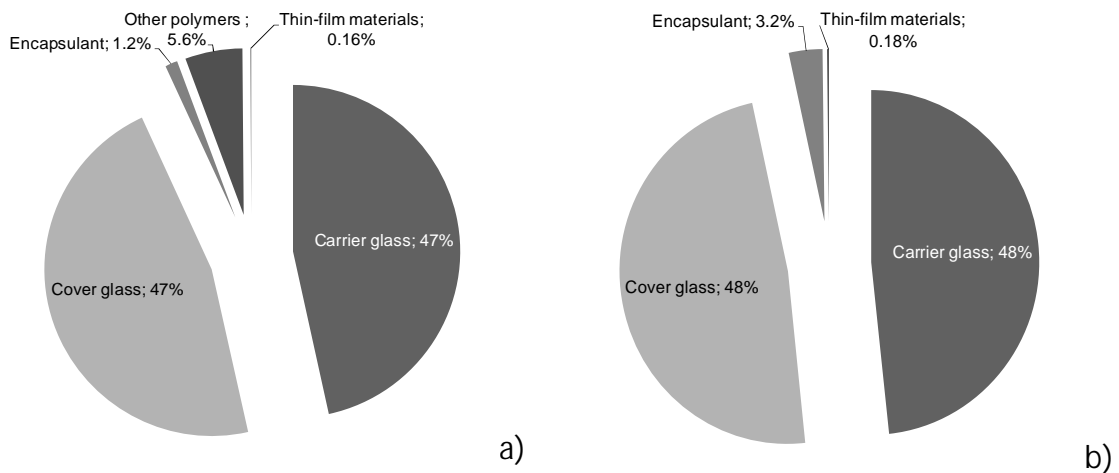 Other polymers ;
5.6%
Thin-film materials;
0.16%
Encapsulant; 1.2%
Carrier glass; 47%
Cover glass; 47%
a)
Encapsulant; 3.2%
Thin-film materials;
0.18%
Carrier glass; 48%
Cover glass; 48%
b)